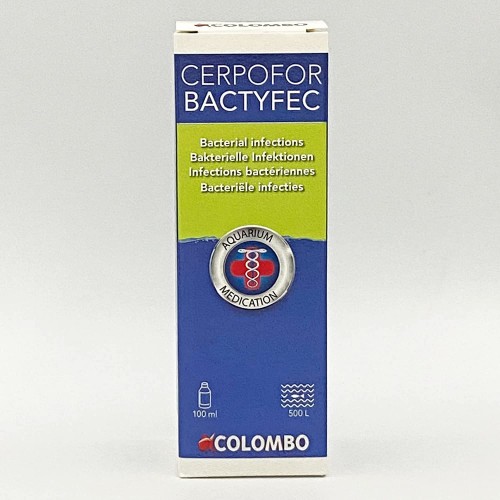 COLOMBO
CERPOFOR
BACTYFEC
Bacterial infections
Bakterielle Infektionen
Infections bactériennes
Bacteriële infecties
AQUARIUM
MEDICATION
100 ml
500 L
COLOMBO